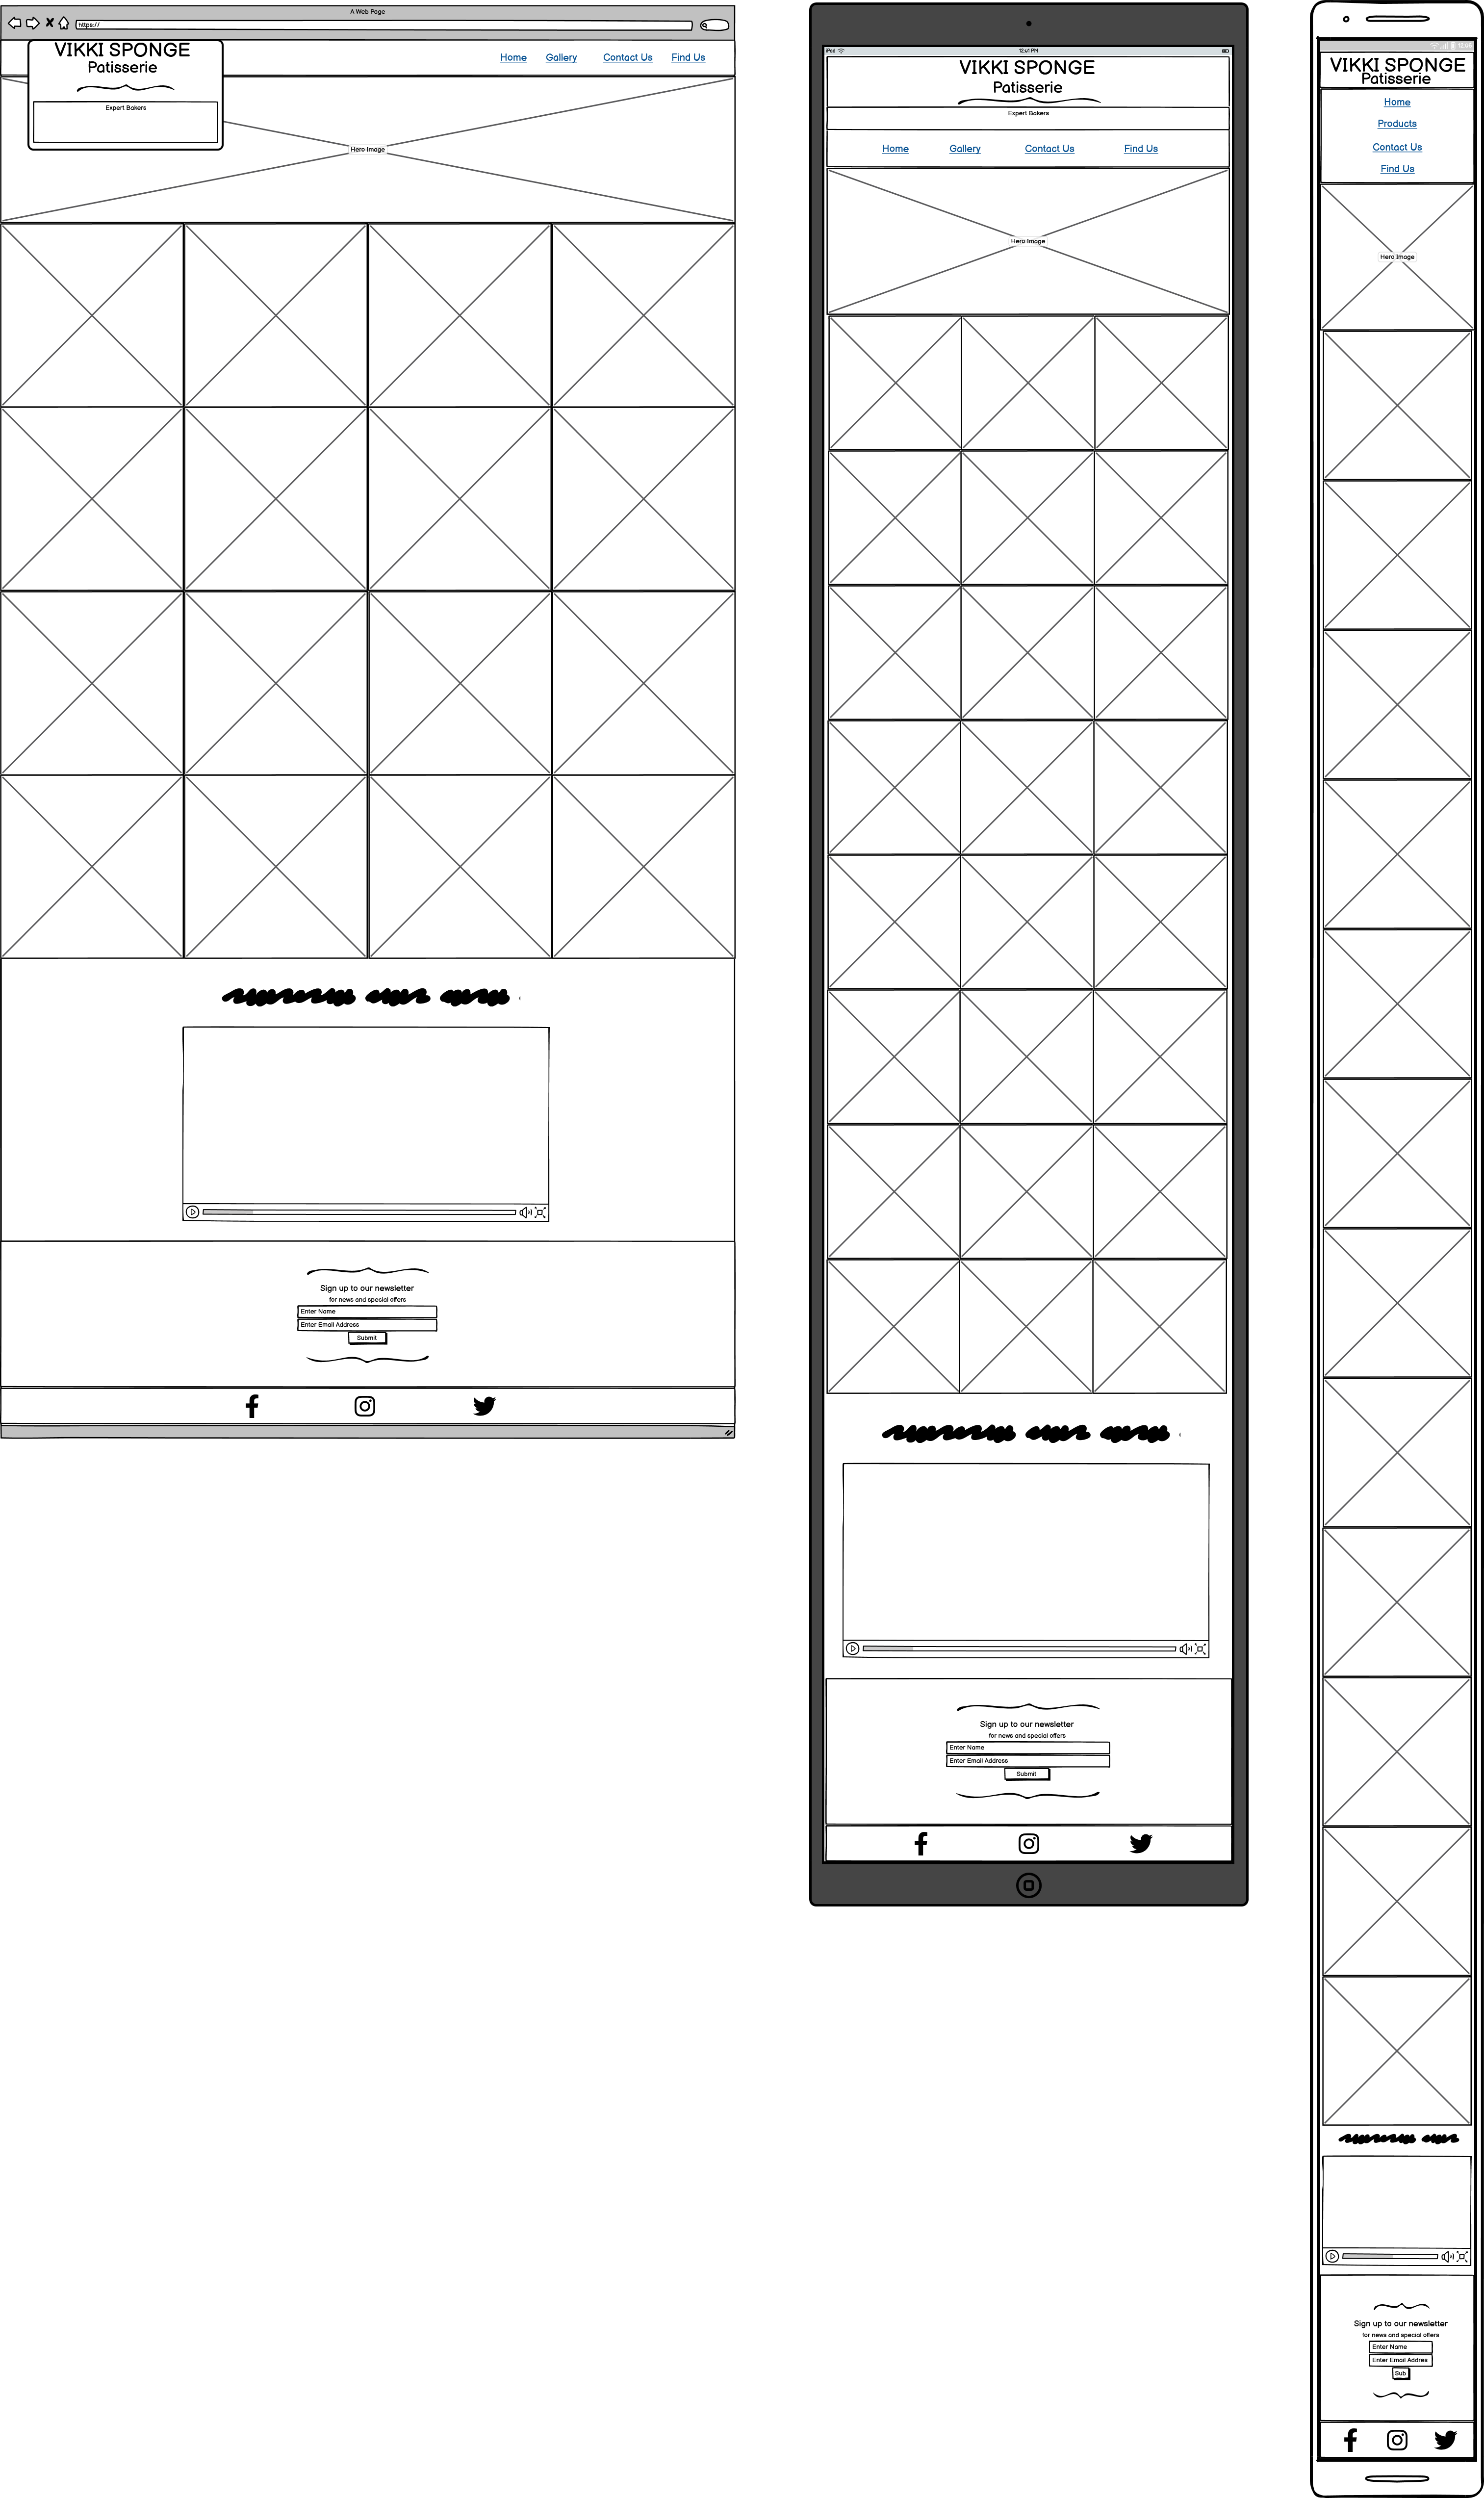 A Web Page
https://
VIKKI SPONGE
Patisserie
Expert Bakers
Home Gallery Contact Us Find Us
Hero Image
Sign up to our newsletter
for news and special offers
Enter Name
Enter Email Address
Submit
iPad 12:41 PM
VIKKI SPONGE
Patisserie
Expert Bakers
Home Gallery Contact Us Find Us
Hero Image
Sign up to our newsletter
for news and special offers
Enter Name
Enter Email Address
Submit
VIKKI SPONGE
Patisserie
Home
Products
Contact Us
Find Us
Hero Image
Sign up to our newsletter
for news and special offers
Enter Name
Enter Email Addres
Sub